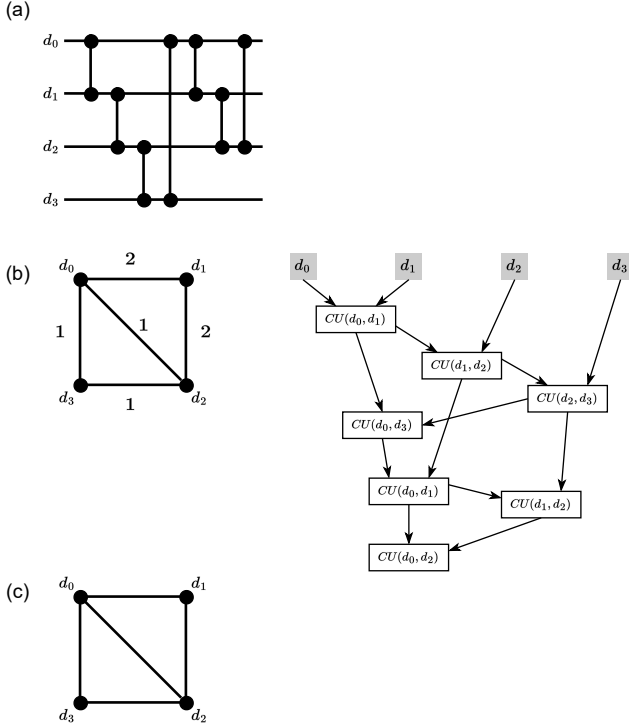 (a)
d₀
d₁
d₂
d₃
(b)
d₀ 2 d₁
1 1 2
d₃ 1 d₂
d₀ d₁ d₂ d₃
CU(d₀, d₁)
CU(d₁, d₂)
CU(d₂, d₃)
CU(d₀, d₃)
CU(d₀, d₁)
CU(d₁, d₂)
CU(d₀, d₂)
(c)
d₀ d₁
d₃ d₂